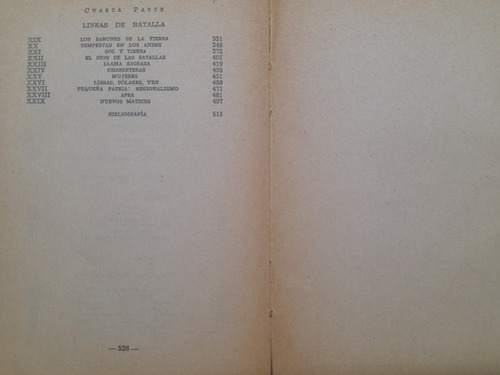 CUARTA PARTE
LINEAS DE BATALLA
XIX LOS BARONES DE LA TIERRA 331
XX TEMPESTAD EN LOS ANDES 349
XXI SOL Y TIERRA 373
XXII EL DIOS DE LAS BATALLAS 401
XXIII LLAMA SAGRADA 419
XXIV CHARRETERAS 435
XXV MUJERES 451
XXVI LIBRAS, DÓLARES, YEN 459
XXVII PEQUEÑA PATRIA: REGIONALISMO 471
XXVIII APRA 481
XXIX NUEVOS MATICES 497
BIBLIOGRAFÍA 515
— 526 —